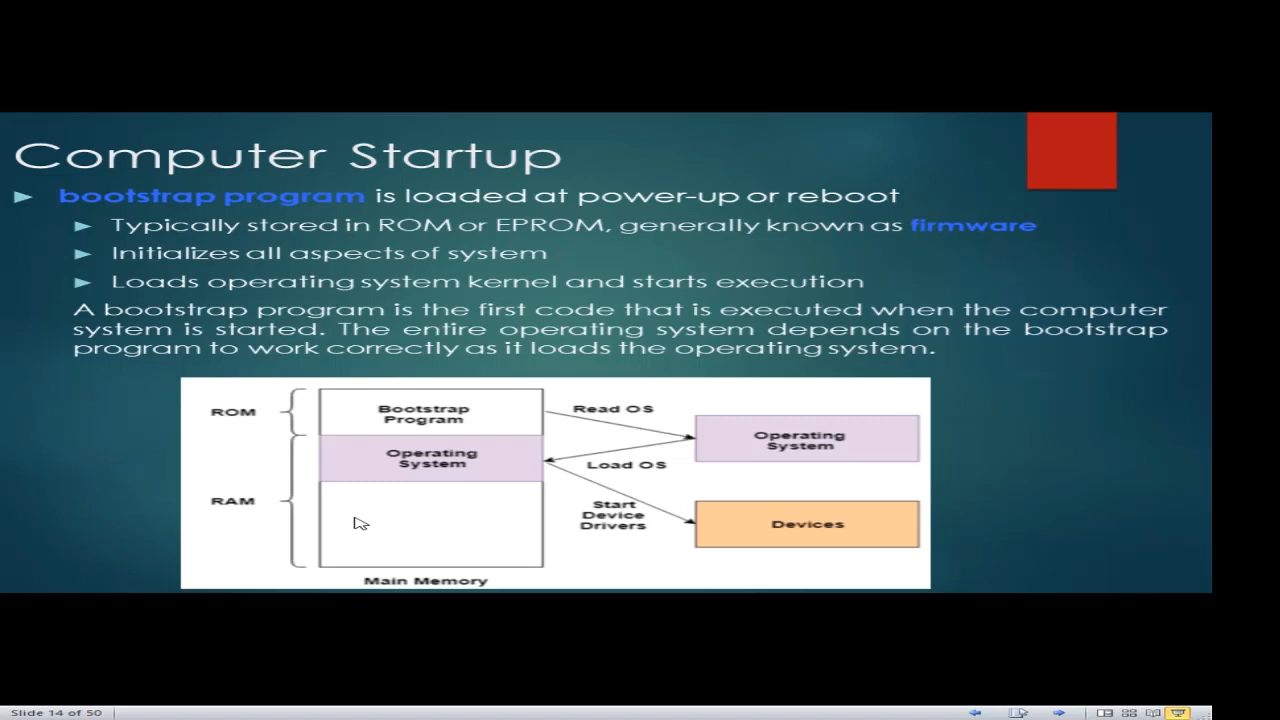 Computer Startup
bootstrap program is loaded at power-up or reboot
Typically stored in ROM or EPROM, generally known as firmware
Initializes all aspects of system
Loads operating system kernel and starts execution
A bootstrap program is the first code that is executed when the computer
system is started. The entire operating system depends on the bootstrap
program to work correctly as it loads the operating system.
ROM
Bootstrap
Program
Read OS
Operating
System
Operating
System
Load OS
RAM
Start
Device
Drivers
Devices
Main Memory
Slide 14 of 50